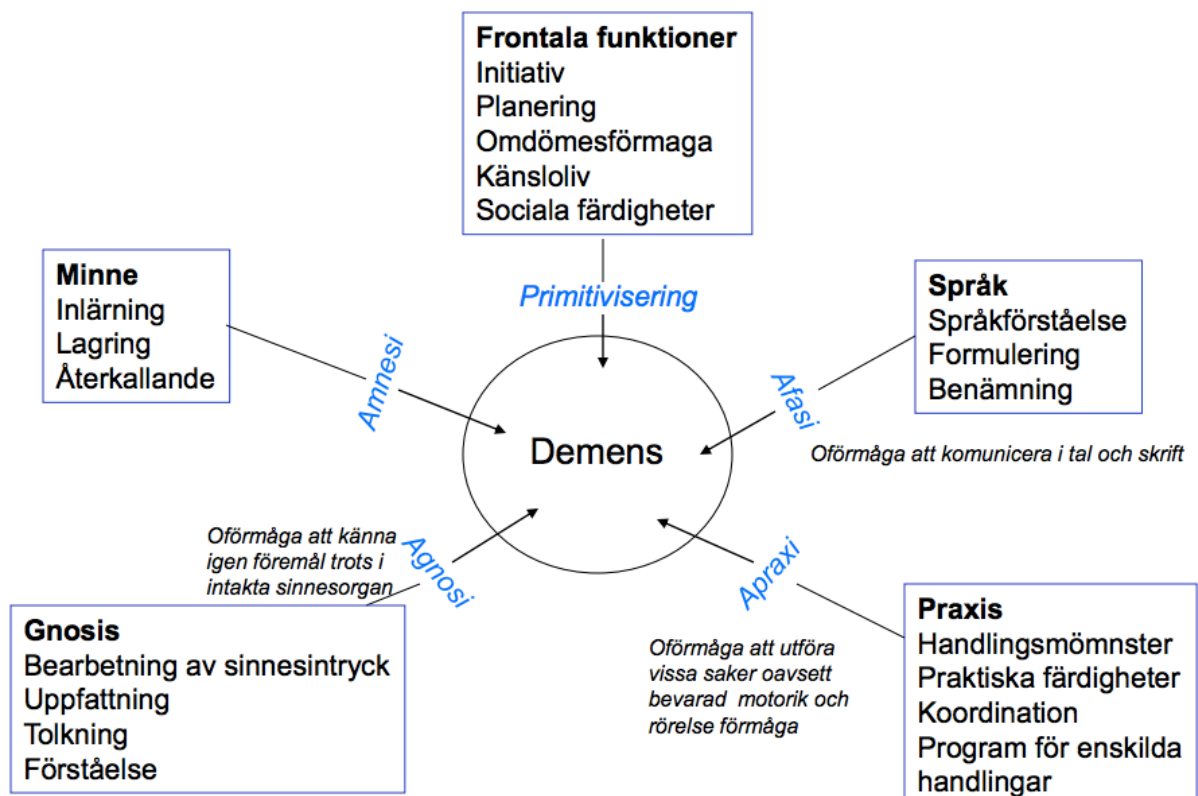 Frontala funktioner
Initiativ
Planering
Omdömesförmaga
Känsloliv
Sociala färdigheter
Minne
Inlärning
Lagring
Återkallande
Primitivisering
Språk
Språkförståelse
Formulering
Benämning
Amnesi
Afasi
Demens
Oförmåga att komunicera i tal och skrift
Oförmåga att känna
igen föremål trots i
intakta sinnesorgan
Agnosi
Apraxi
Gnosis
Bearbetning av sinnesintryck
Uppfattning
Tolkning
Förståelse
Oförmåga att utföra
vissa saker oavsett
bevarad motorik och
rörelse förmåga
Praxis
Handlingsmömnster
Praktiska färdigheter
Koordination
Program för enskilda
handlingar